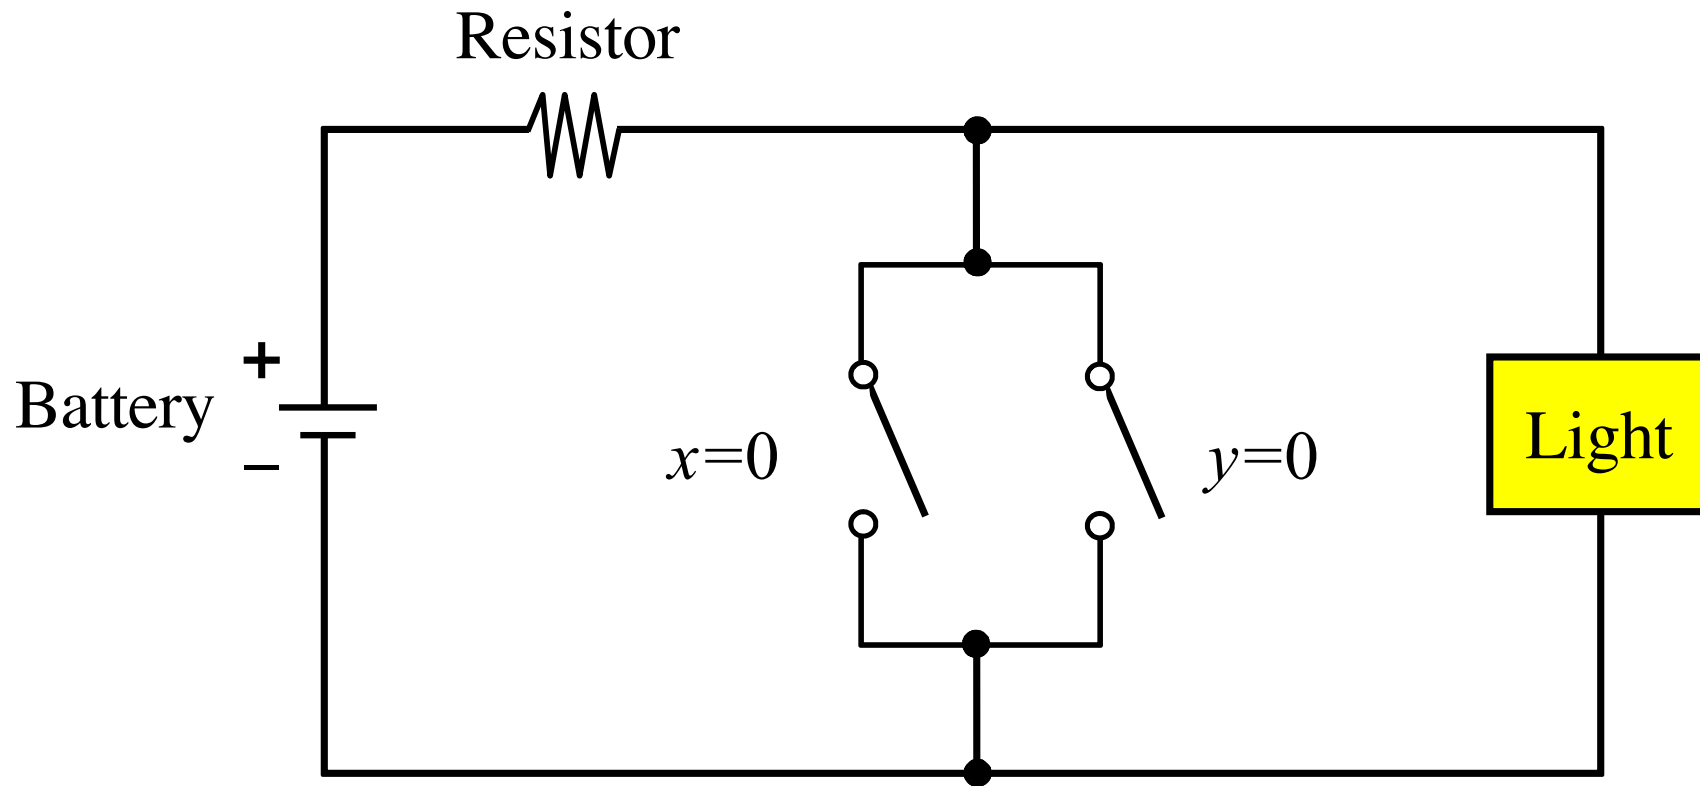 Resistor
+
Battery
−
x=0
y=0
Light